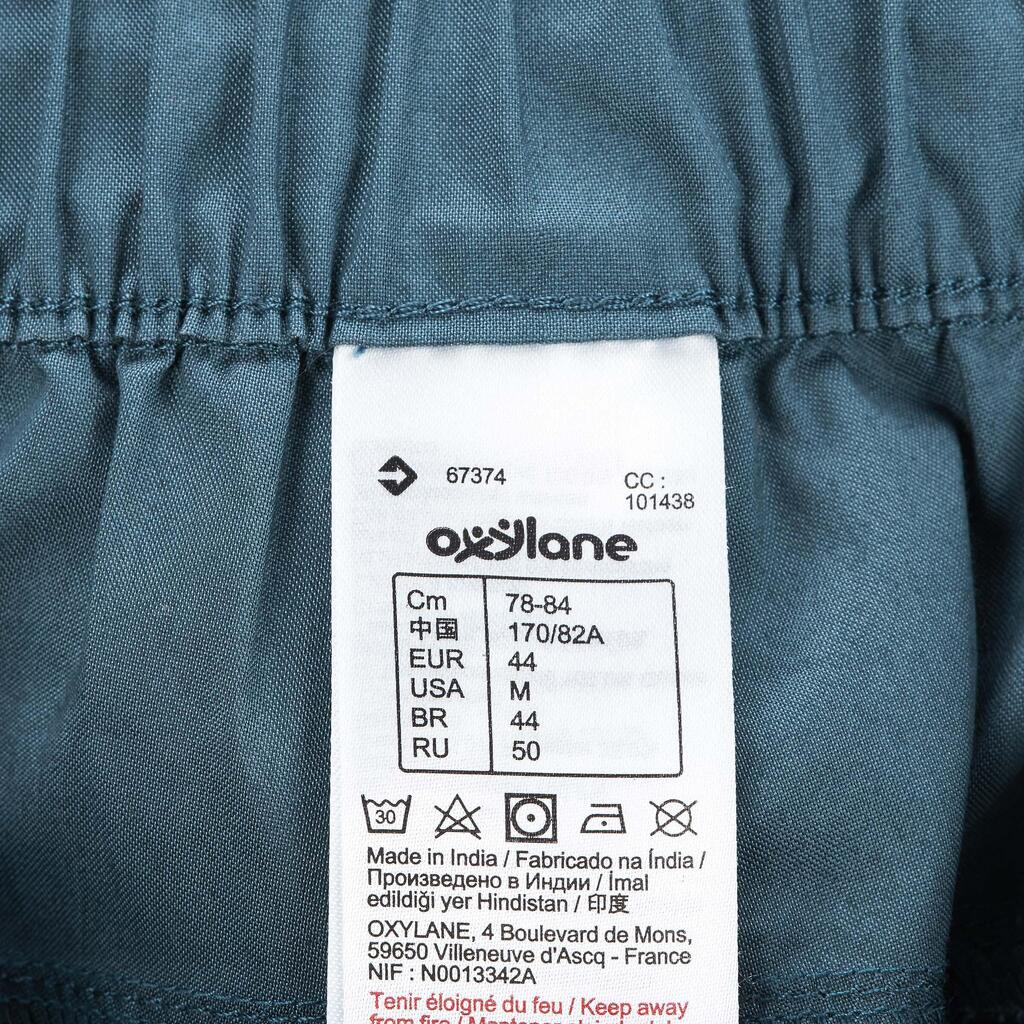 67374
CC :
101438
oxylane
Cm 78-84
中国 170/82A
EUR 44
USA M
BR 44
RU 50
30
Made in India / Fabricado na Índia /
Произведено в Индии / İmal
edildiği yer Hindistan / 印度
OXYLANE, 4 Boulevard de Mons,
59650 Villeneuve d'Ascq - France
NIF : N0013342A
Tenir éloigné du feu / Keep away
from fire